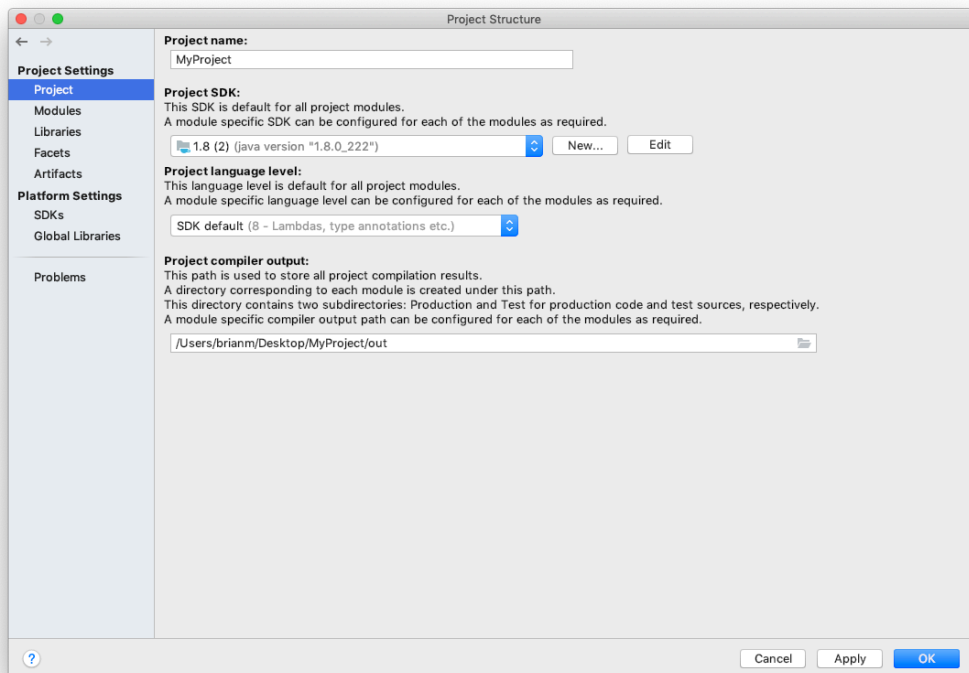 Project Structure
Project Settings
Project
Modules
Libraries
Facets
Artifacts
Platform Settings
SDKs
Global Libraries
Problems
Project name:
MyProject
Project SDK:
This SDK is default for all project modules.
A module specific SDK can be configured for each of the modules as required.
1.8 (2) (java version "1.8.0_222") New... Edit
Project language level:
This language level is default for all project modules.
A module specific language level can be configured for each of the modules as required.
SDK default (8 - Lambdas, type annotations etc.)
Project compiler output:
This path is used to store all project compilation results.
A directory corresponding to each module is created under this path.
This directory contains two subdirectories: Production and Test for production code and test sources, respectively.
A module specific compiler output path can be configured for each of the modules as required.
/Users/brianm/Desktop/MyProject/out
? Cancel Apply OK